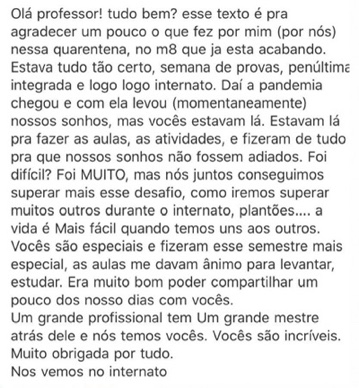 Olá professor! tudo bem? esse texto é pra
agradecer um pouco o que fez por mim (por nós)
nessa quarentena, no m8 que ja esta acabando.
Estava tudo tão certo, semana de provas, penúltima
integrada e logo logo internato. Daí a pandemia
chegou e com ela levou (momentaneamente)
nossos sonhos, mas vocês estavam lá. Estavam lá
pra fazer as aulas, as atividades, e fizeram de tudo
pra que nossos sonhos não fossem adiados. Foi
difícil? Foi MUITO, mas nós juntos conseguimos
superar mais esse desafio, como iremos superar
muitos outros durante o internato, plantões.... a
vida é Mais fácil quando temos uns aos outros.
Vocês são especiais e fizeram esse semestre mais
especial, as aulas me davam ânimo para levantar,
estudar. Era muito bom poder compartilhar um
pouco dos nosso dias com vocês.
Um grande profissional tem Um grande mestre
atrás dele e nós temos vocês. Vocês são incríveis.
Muito obrigada por tudo.
Nos vemos no internato